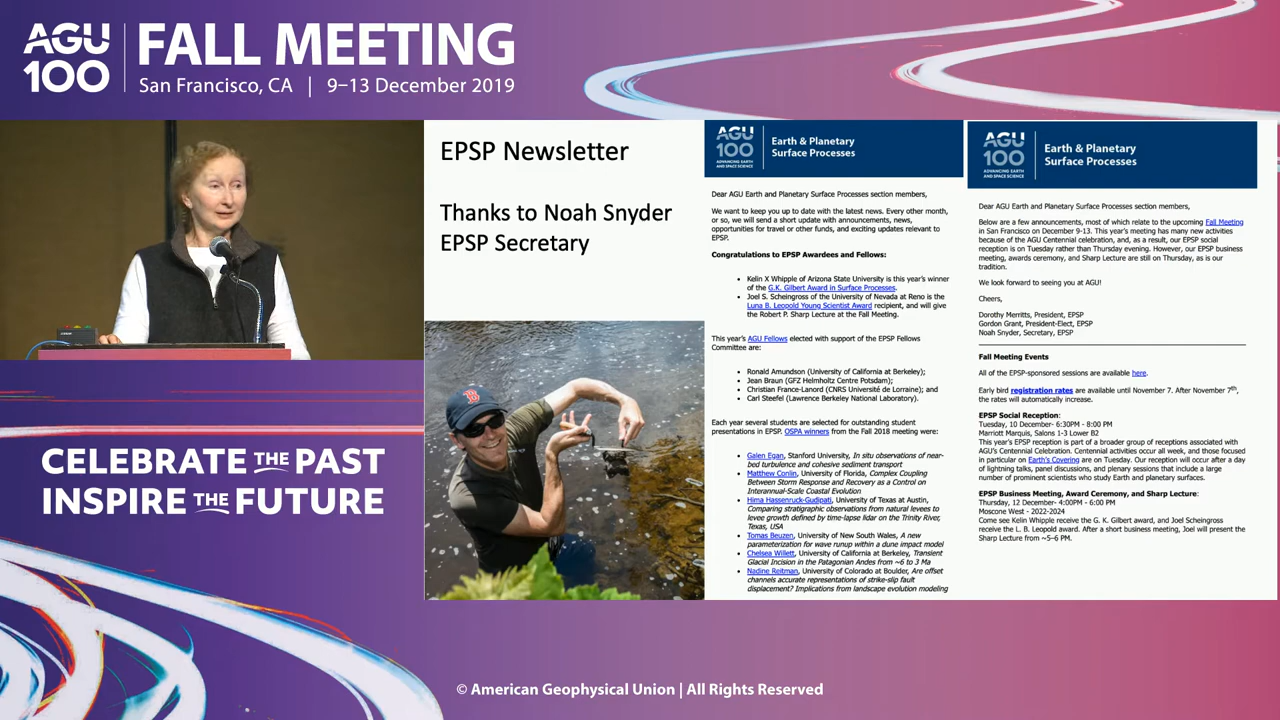 AGU
100
FALL MEETING
San Francisco, CA | 9–13 December 2019
EPSP Newsletter
Thanks to Noah Snyder
EPSP Secretary
AGU
100
ADVANCING EARTH
AND SPACE SCIENCE
Earth & Planetary
Surface Processes
Dear AGU Earth and Planetary Surface Processes section members,
We want to keep you up to date with the latest news. Every other month,
or so, we will send a short update with announcements, news,
opportunities for travel or other funds, and exciting updates relevant to
EPSP.
Congratulations to EPSP Awardees and Fellows:
• Kelin X Whipple of Arizona State University is this year's winner
of the G.K. Gilbert Award in Surface Processes.
• Joel S. Scheingross of the University of Nevada at Reno is the
Luna B. Leopold Young Scientist Award recipient, and will give
the Robert P. Sharp Lecture at the Fall Meeting.
This year's AGU Fellows elected with support of the EPSP Fellows
Committee are:
• Ronald Amundson (University of California at Berkeley);
• Jean Braun (GFZ Helmholtz Centre Potsdam);
• Christian France-Lanord (CNRS Université de Lorraine); and
• Carl Steefel (Lawrence Berkeley National Laboratory).
Each year several students are selected for outstanding student
presentations in EPSP. OSPA winners from the Fall 2018 meeting were:
• Galen Egan, Stanford University, In situ observations of near-
bed turbulence and cohesive sediment transport
• Matthew Conlin, University of Florida, Complex Coupling
Between Storm Response and Recovery as a Control on
Interannual-Scale Coastal Evolution
• Hima Hassenruck-Gudipati, University of Texas at Austin,
Comparing stratigraphic observations from natural levees to
levee growth defined by time-lapse lidar on the Trinity River,
Texas, USA
• Tomas Beuzen, University of New South Wales, A new
parameterization for wave runup within a dune impact model
• Chelsea Willett, University of California at Berkeley, Transient
Glacial Incision in the Patagonian Andes from ~6 to 3 Ma
• Nadine Reitman, University of Colorado at Boulder, Are offset
channels accurate representations of strike-slip fault
displacement? Implications from landscape evolution modeling
AGU
100
ADVANCING EARTH
AND SPACE SCIENCE
Earth & Planetary
Surface Processes
Dear AGU Earth and Planetary Surface Processes section members,
Below are a few announcements, most of which relate to the upcoming Fall Meeting
in San Francisco on December 9-13. This year's meeting has many new activities
because of the AGU Centennial celebration, and, as a result, our EPSP social
reception is on Tuesday rather than Thursday evening. However, our EPSP business
meeting, awards ceremony, and Sharp Lecture are still on Thursday, as is our
tradition.
We look forward to seeing you at AGU!
Cheers,
Dorothy Merritts, President, EPSP
Gordon Grant, President-Elect, EPSP
Noah Snyder, Secretary, EPSP
Fall Meeting Events
All of the EPSP-sponsored sessions are available here.
Early bird registration rates are available until November 7. After November 7th,
the rates will automatically increase.
EPSP Social Reception:
Tuesday, 10 December- 6:30PM - 8:00 PM
Marriott Marquis, Salons 1-3 Lower B2
This year's EPSP reception is part of a broader group of receptions associated with
AGU's Centennial Celebration. Centennial activities occur all week, and those focused
in particular on Earth's Covering are on Tuesday. Our reception will occur after a day
of lightning talks, panel discussions, and plenary sessions that include a large
number of prominent scientists who study Earth and planetary surfaces.
EPSP Business Meeting, Award Ceremony, and Sharp Lecture:
Thursday, 12 December- 4:00PM - 6:00 PM
Moscone West - 2022-2024
Come see Kelin Whipple receive the G. K. Gilbert award, and Joel Scheingross
receive the L. B. Leopold award. After a short business meeting, Joel will present the
Sharp Lecture from ~5–6 PM.
CELEBRATE THE PAST
INSPIRE THE FUTURE
© American Geophysical Union | All Rights Reserved